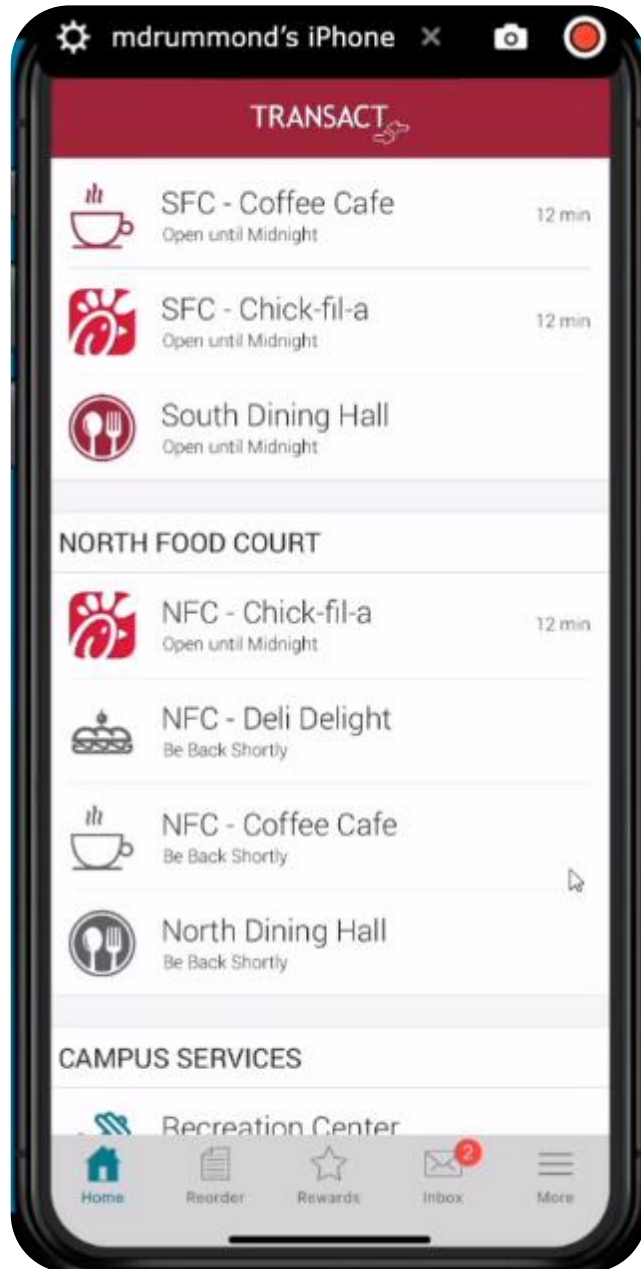 mdrummond's iPhone
TRANSACT
SFC - Coffee Cafe
Open until Midnight
12 min
SFC - Chick-fil-a
Open until Midnight
12 min
South Dining Hall
Open until Midnight
NORTH FOOD COURT
NFC - Chick-fil-a
Open until Midnight
12 min
NFC - Deli Delight
Be Back Shortly
NFC - Coffee Cafe
Be Back Shortly
North Dining Hall
Be Back Shortly
CAMPUS SERVICES
Recreation Center
2
Home
Reorder
Rewards
Inbox
More